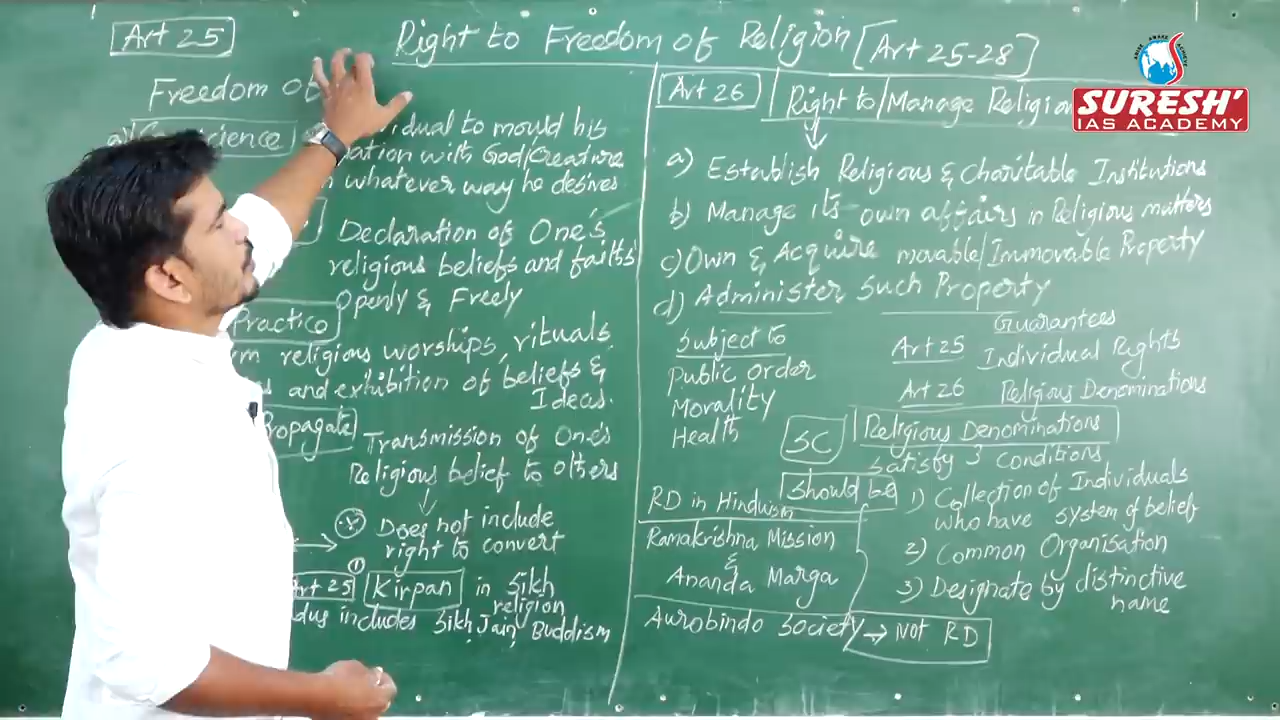 Art 25
Right to Freedom of Religion [Art 25-28]
Freedom of
a) Conscience
mould his
with God/Creature
whatever way he desires
Declaration of One's
religious beliefs and faiths
Openly & Freely
Practice
religious worships, rituals
and exhibition of beliefs &
Ideas.
Propagate
Transmission of One's
Religious belief to others
Does not include
right to convert
Art 25
①
Kirpan in Sikh
religion
includes Sikh, Jain, Buddism
Art 26
Right to Manage
a) Establish Religious & Charitable Institutions
b) Manage its own affairs in Religious matters
c) Own & Acquire movable/Immovable Property
d) Administer such Property
Subject to
Public Order
Morality
Health
Guarantees
Art 25 Individual Rights
Art 26 Religious Denominations
SC
Religious Denominations
satisfy 3 conditions
Should be
1) Collection of Individuals
who have system of belief
2) Common Organisation
3) Designate by distinctive
name
RD in Hinduism
Ramakrishna Mission
&
Ananda Marga
Aurobindo Society → Not RD
ARISE AWAKE ACHIEVE
SURESH'
IAS ACADEMY